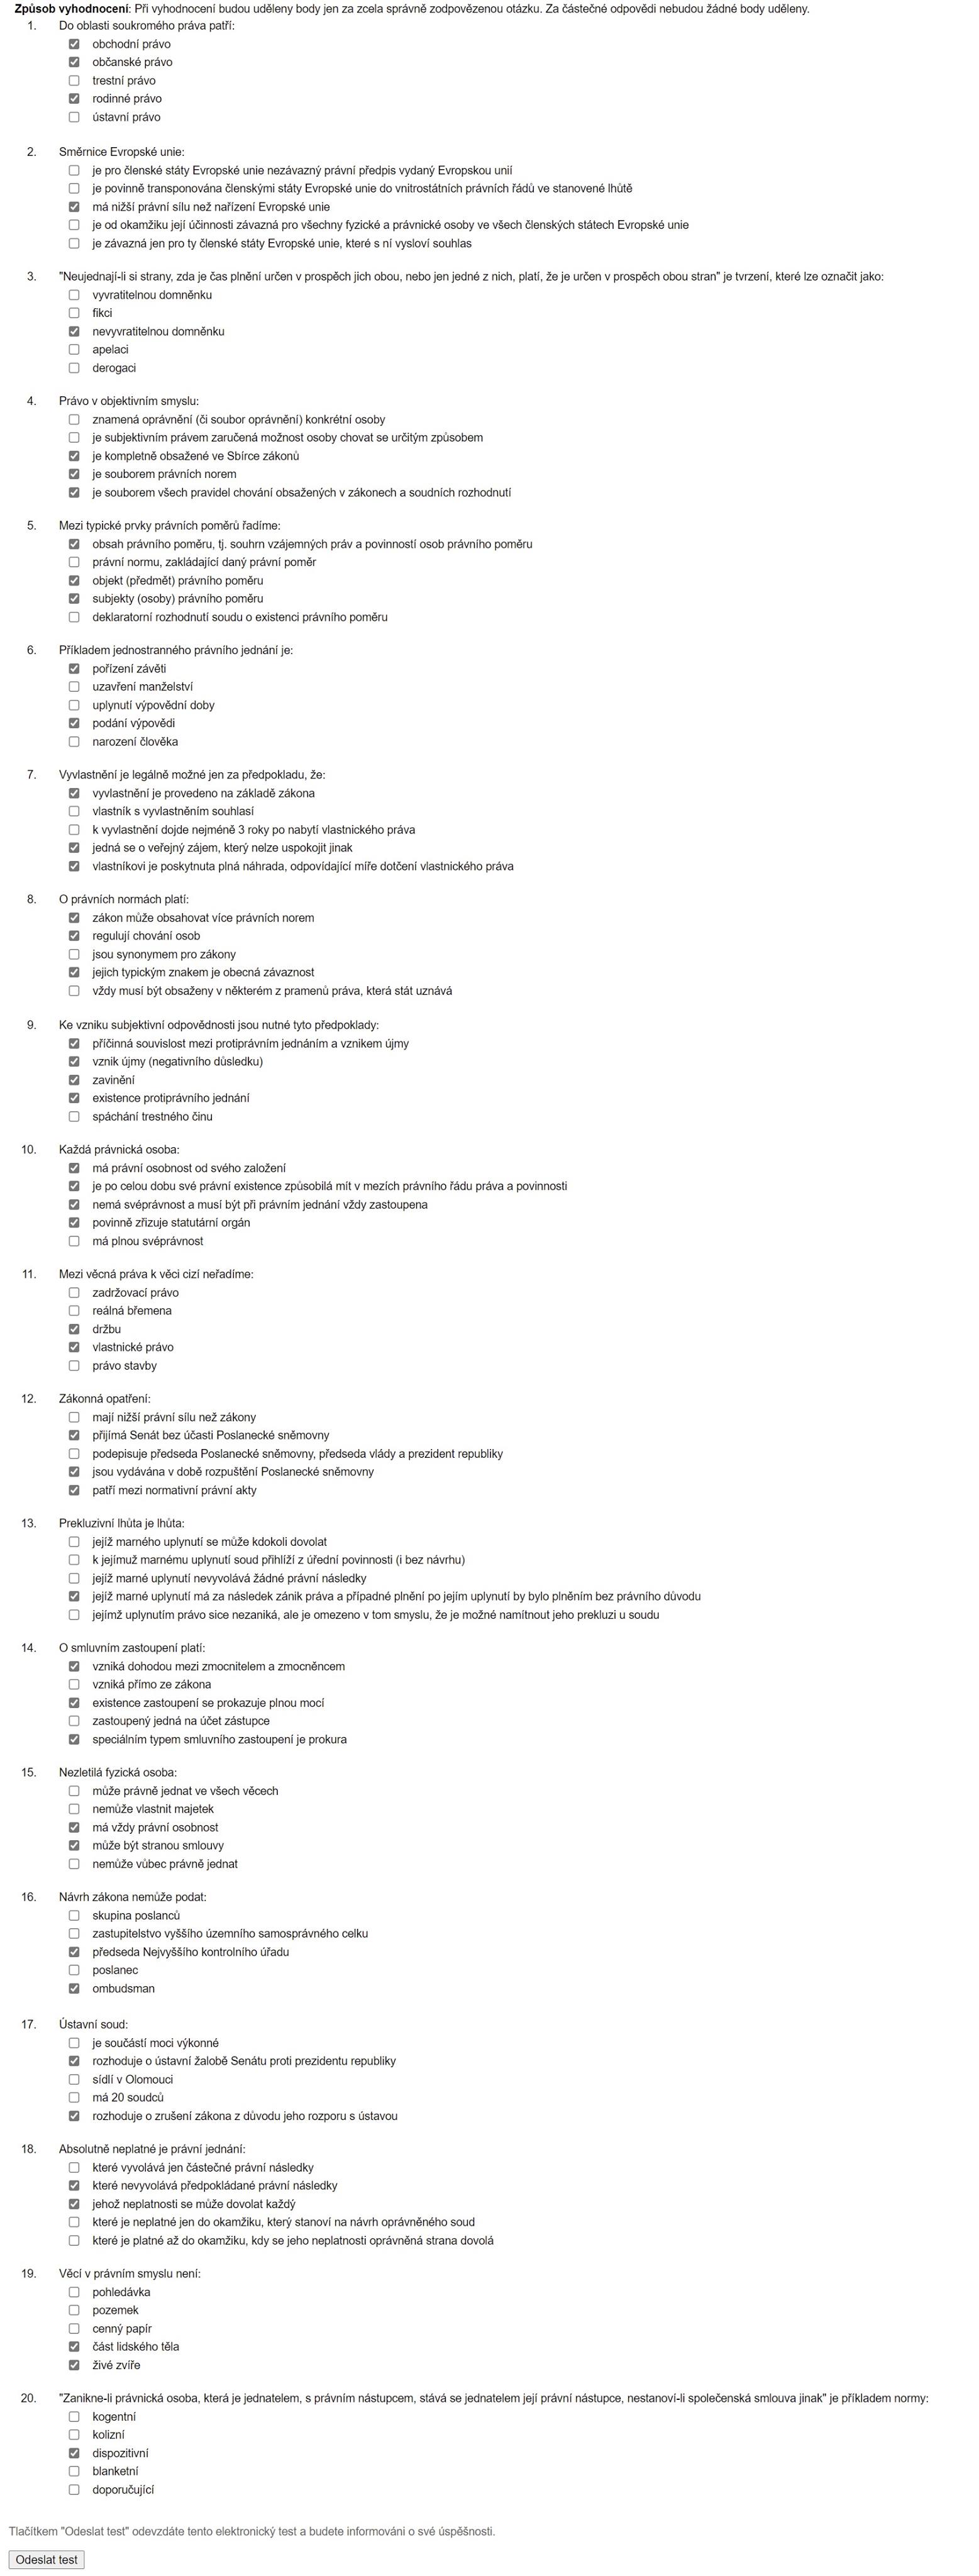 Způsob vyhodnocení: Při vyhodnocení budou uděleny body jen za zcela správně zodpovězenou otázku. Za částečné odpovědi nebudou žádné body uděleny.
1. Do oblasti soukromého práva patří:
obchodní právo
občanské právo
trestní právo
rodinné právo
ústavní právo
2. Směrnice Evropské unie:
je pro členské státy Evropské unie nezávazný právní předpis vydaný Evropskou unií
je povinně transponována členskými státy Evropské unie do vnitrostátních právních řádů ve stanovené lhůtě
má nižší právní sílu než nařízení Evropské unie
je od okamžiku její účinnosti závazná pro všechny fyzické a právnické osoby ve všech členských státech Evropské unie
je závazná jen pro ty členské státy Evropské unie, které s ní vysloví souhlas
3. "Neujednají-li si strany, zda je čas plnění určen v prospěch jich obou, nebo jen jedné z nich, platí, že je určen v prospěch obou stran" je tvrzení, které lze označit jako:
vyvratitelnou domněnku
fikci
nevyvratitelnou domněnku
apelaci
derogaci
4. Právo v objektivním smyslu:
znamená oprávnění (či soubor oprávnění) konkrétní osoby
je subjektivním právem zaručená možnost osoby chovat se určitým způsobem
je kompletně obsažené ve Sbírce zákonů
je souborem právních norem
je souborem všech pravidel chování obsažených v zákonech a soudních rozhodnutí
5. Mezi typické prvky právních poměrů řadíme:
obsah právního poměru, tj. souhrn vzájemných práv a povinností osob právního poměru
právní normu, zakládající daný právní poměr
objekt (předmět) právního poměru
subjekty (osoby) právního poměru
deklaratorní rozhodnutí soudu o existenci právního poměru
6. Příkladem jednostranného právního jednání je:
pořízení závěti
uzavření manželství
uplynutí výpovědní doby
podání výpovědi
narození člověka
7. Vyvlastnění je legálně možné jen za předpokladu, že:
vyvlastnění je provedeno na základě zákona
vlastník s vyvlastněním souhlasí
k vyvlastnění dojde nejméně 3 roky po nabytí vlastnického práva
jedná se o veřejný zájem, který nelze uspokojit jinak
vlastníkovi je poskytnuta plná náhrada, odpovídající míře dotčení vlastnického práva
8. O právních normách platí:
zákon může obsahovat více právních norem
regulují chování osob
jsou synonymem pro zákony
jejich typickým znakem je obecná závaznost
vždy musí být obsaženy v některém z pramenů práva, která stát uznává
9. Ke vzniku subjektivní odpovědnosti jsou nutné tyto předpoklady:
příčinná souvislost mezi protiprávním jednáním a vznikem újmy
vznik újmy (negativního důsledku)
zavinění
existence protiprávního jednání
spáchání trestného činu
10. Každá právnická osoba:
má právní osobnost od svého založení
je po celou dobu své právní existence způsobilá mít v mezích právního řádu práva a povinnosti
nemá svéprávnost a musí být při právním jednání vždy zastoupena
povinně zřizuje statutární orgán
má plnou svéprávnost
11. Mezi věcná práva k věci cizí neřadíme:
zadržovací právo
reálná břemena
držbu
vlastnické právo
právo stavby
12. Zákonná opatření:
mají nižší právní sílu než zákony
přijímá Senát bez účasti Poslanecké sněmovny
podepisuje předseda Poslanecké sněmovny, předseda vlády a prezident republiky
jsou vydávána v době rozpuštění Poslanecké sněmovny
patří mezi normativní právní akty
13. Prekluzivní lhůta je lhůta:
jejíž marného uplynutí se může kdokoli dovolat
k jejímuž marnému uplynutí soud přihlíží z úřední povinnosti (i bez návrhu)
jejíž marné uplynutí nevyvolává žádné právní následky
jejíž marné uplynutí má za následek zánik práva a případné plnění po jejím uplynutí by bylo plněním bez právního důvodu
jejímž uplynutím právo sice nezaniká, ale je omezeno v tom smyslu, že je možné namítnout jeho prekluzi u soudu
14. O smluvním zastoupení platí:
vzniká dohodou mezi zmocnitelem a zmocněncem
vzniká přímo ze zákona
existence zastoupení se prokazuje plnou mocí
zastoupený jedná na účet zástupce
speciálním typem smluvního zastoupení je prokura
15. Nezletilá fyzická osoba:
může právně jednat ve všech věcech
nemůže vlastnit majetek
má vždy právní osobnost
může být stranou smlouvy
nemůže vůbec právně jednat
16. Návrh zákona nemůže podat:
skupina poslanců
zastupitelstvo vyššího územního samosprávného celku
předseda Nejvyššího kontrolního úřadu
poslanec
ombudsman
17. Ústavní soud:
je součástí moci výkonné
rozhoduje o ústavní žalobě Senátu proti prezidentu republiky
sídlí v Olomouci
má 20 soudců
rozhoduje o zrušení zákona z důvodu jeho rozporu s ústavou
18. Absolutně neplatné je právní jednání:
které vyvolává jen částečné právní následky
které nevyvolává předpokládané právní následky
jehož neplatnosti se může dovolat každý
které je neplatné jen do okamžiku, který stanoví na návrh oprávněného soud
které je platné až do okamžiku, kdy se jeho neplatnosti oprávněná strana dovolá
19. Věcí v právním smyslu není:
pohledávka
pozemek
cenný papír
část lidského těla
živé zvíře
20. "Zanikne-li právnická osoba, která je jednatelem, s právním nástupcem, stává se jednatelem její právní nástupce, nestanoví-li společenská smlouva jinak" je příkladem normy:
kogentní
kolizní
dispozitivní
blanketní
doporučující
Tlačítkem "Odeslat test" odevzdáte tento elektronický test a budete informováni o své úspěšnosti.
Odeslat test